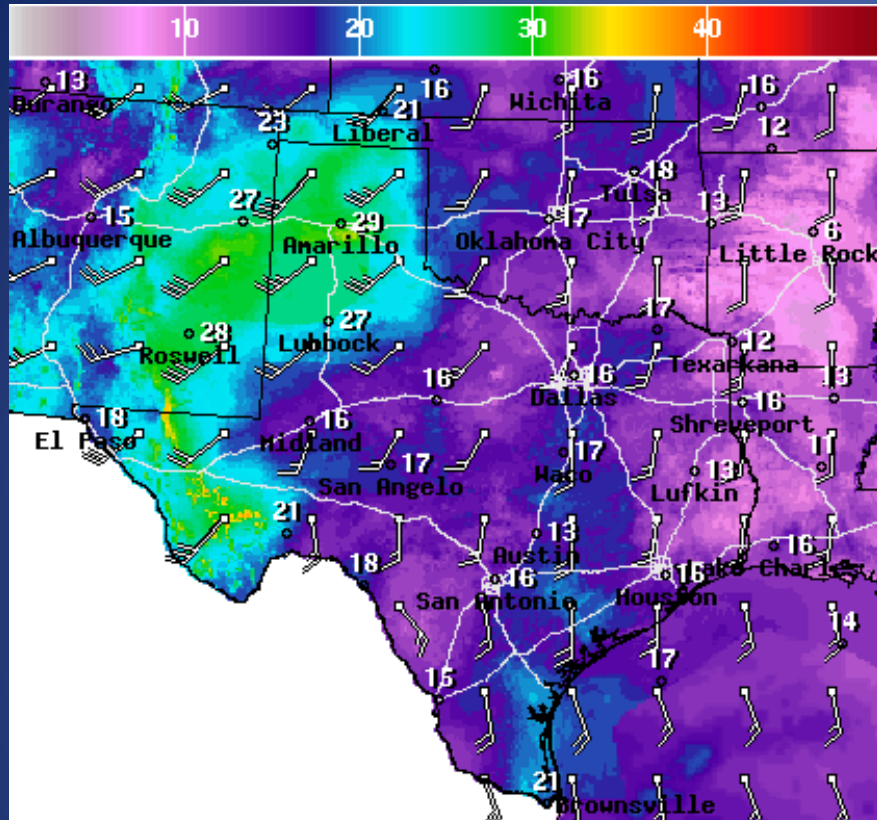 10 20 30 40
13 16 16 16
Durango Wichita
21
Liberal
23 12
18
Tulsa
15 27 29 17 13 6
Albuquerque Amarillo Oklahoma City Little Rock
28 27 17 12
Roswell Lubbock Texarkana
16 16 16 13
Dallas
18 16 Shreveport
El Paso Midland
17 17 13 11
San Angelo Waco Lufkin
21 13 16
Austin Lake Charles
18 16 16
San Antonio Houston
14
15 17
21
Brownsville